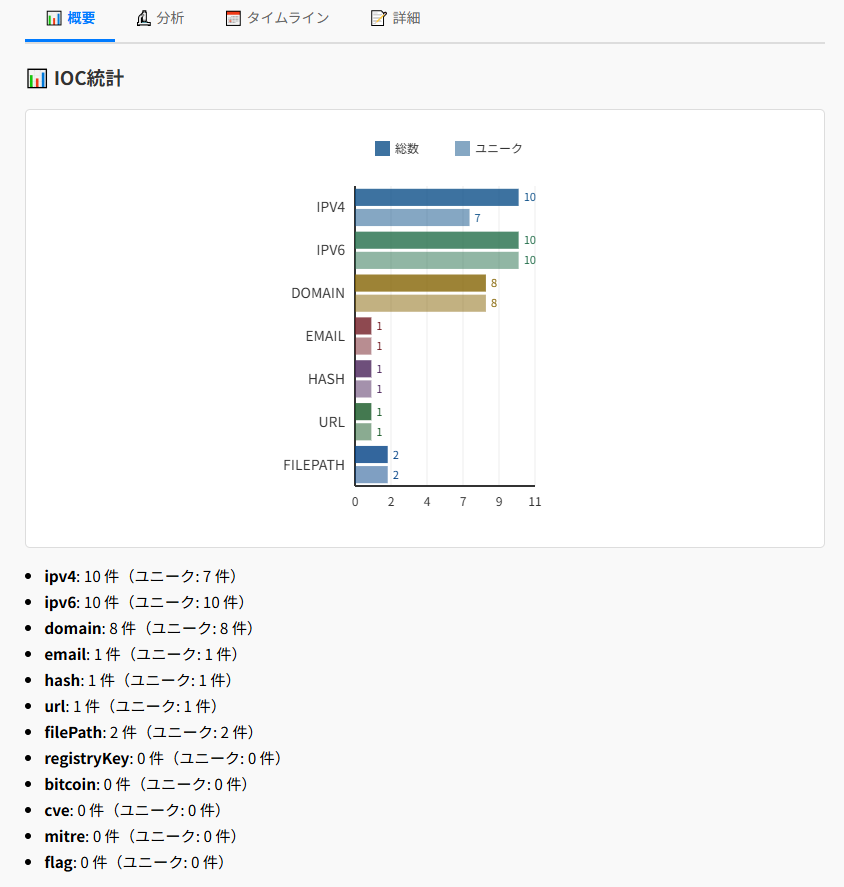 概要 分析 タイムライン 詳細
IOC統計
総数 ユニーク
IPV4 10
7
IPV6 10
10
DOMAIN 8
8
EMAIL 1
1
HASH 1
1
URL 1
1
FILEPATH 2
2
0 2 4 7 9 11
ipv4: 10 件（ユニーク: 7 件）
ipv6: 10 件（ユニーク: 10 件）
domain: 8 件（ユニーク: 8 件）
email: 1 件（ユニーク: 1 件）
hash: 1 件（ユニーク: 1 件）
url: 1 件（ユニーク: 1 件）
filePath: 2 件（ユニーク: 2 件）
registryKey: 0 件（ユニーク: 0 件）
bitcoin: 0 件（ユニーク: 0 件）
cve: 0 件（ユニーク: 0 件）
mitre: 0 件（ユニーク: 0 件）
flag: 0 件（ユニーク: 0 件）